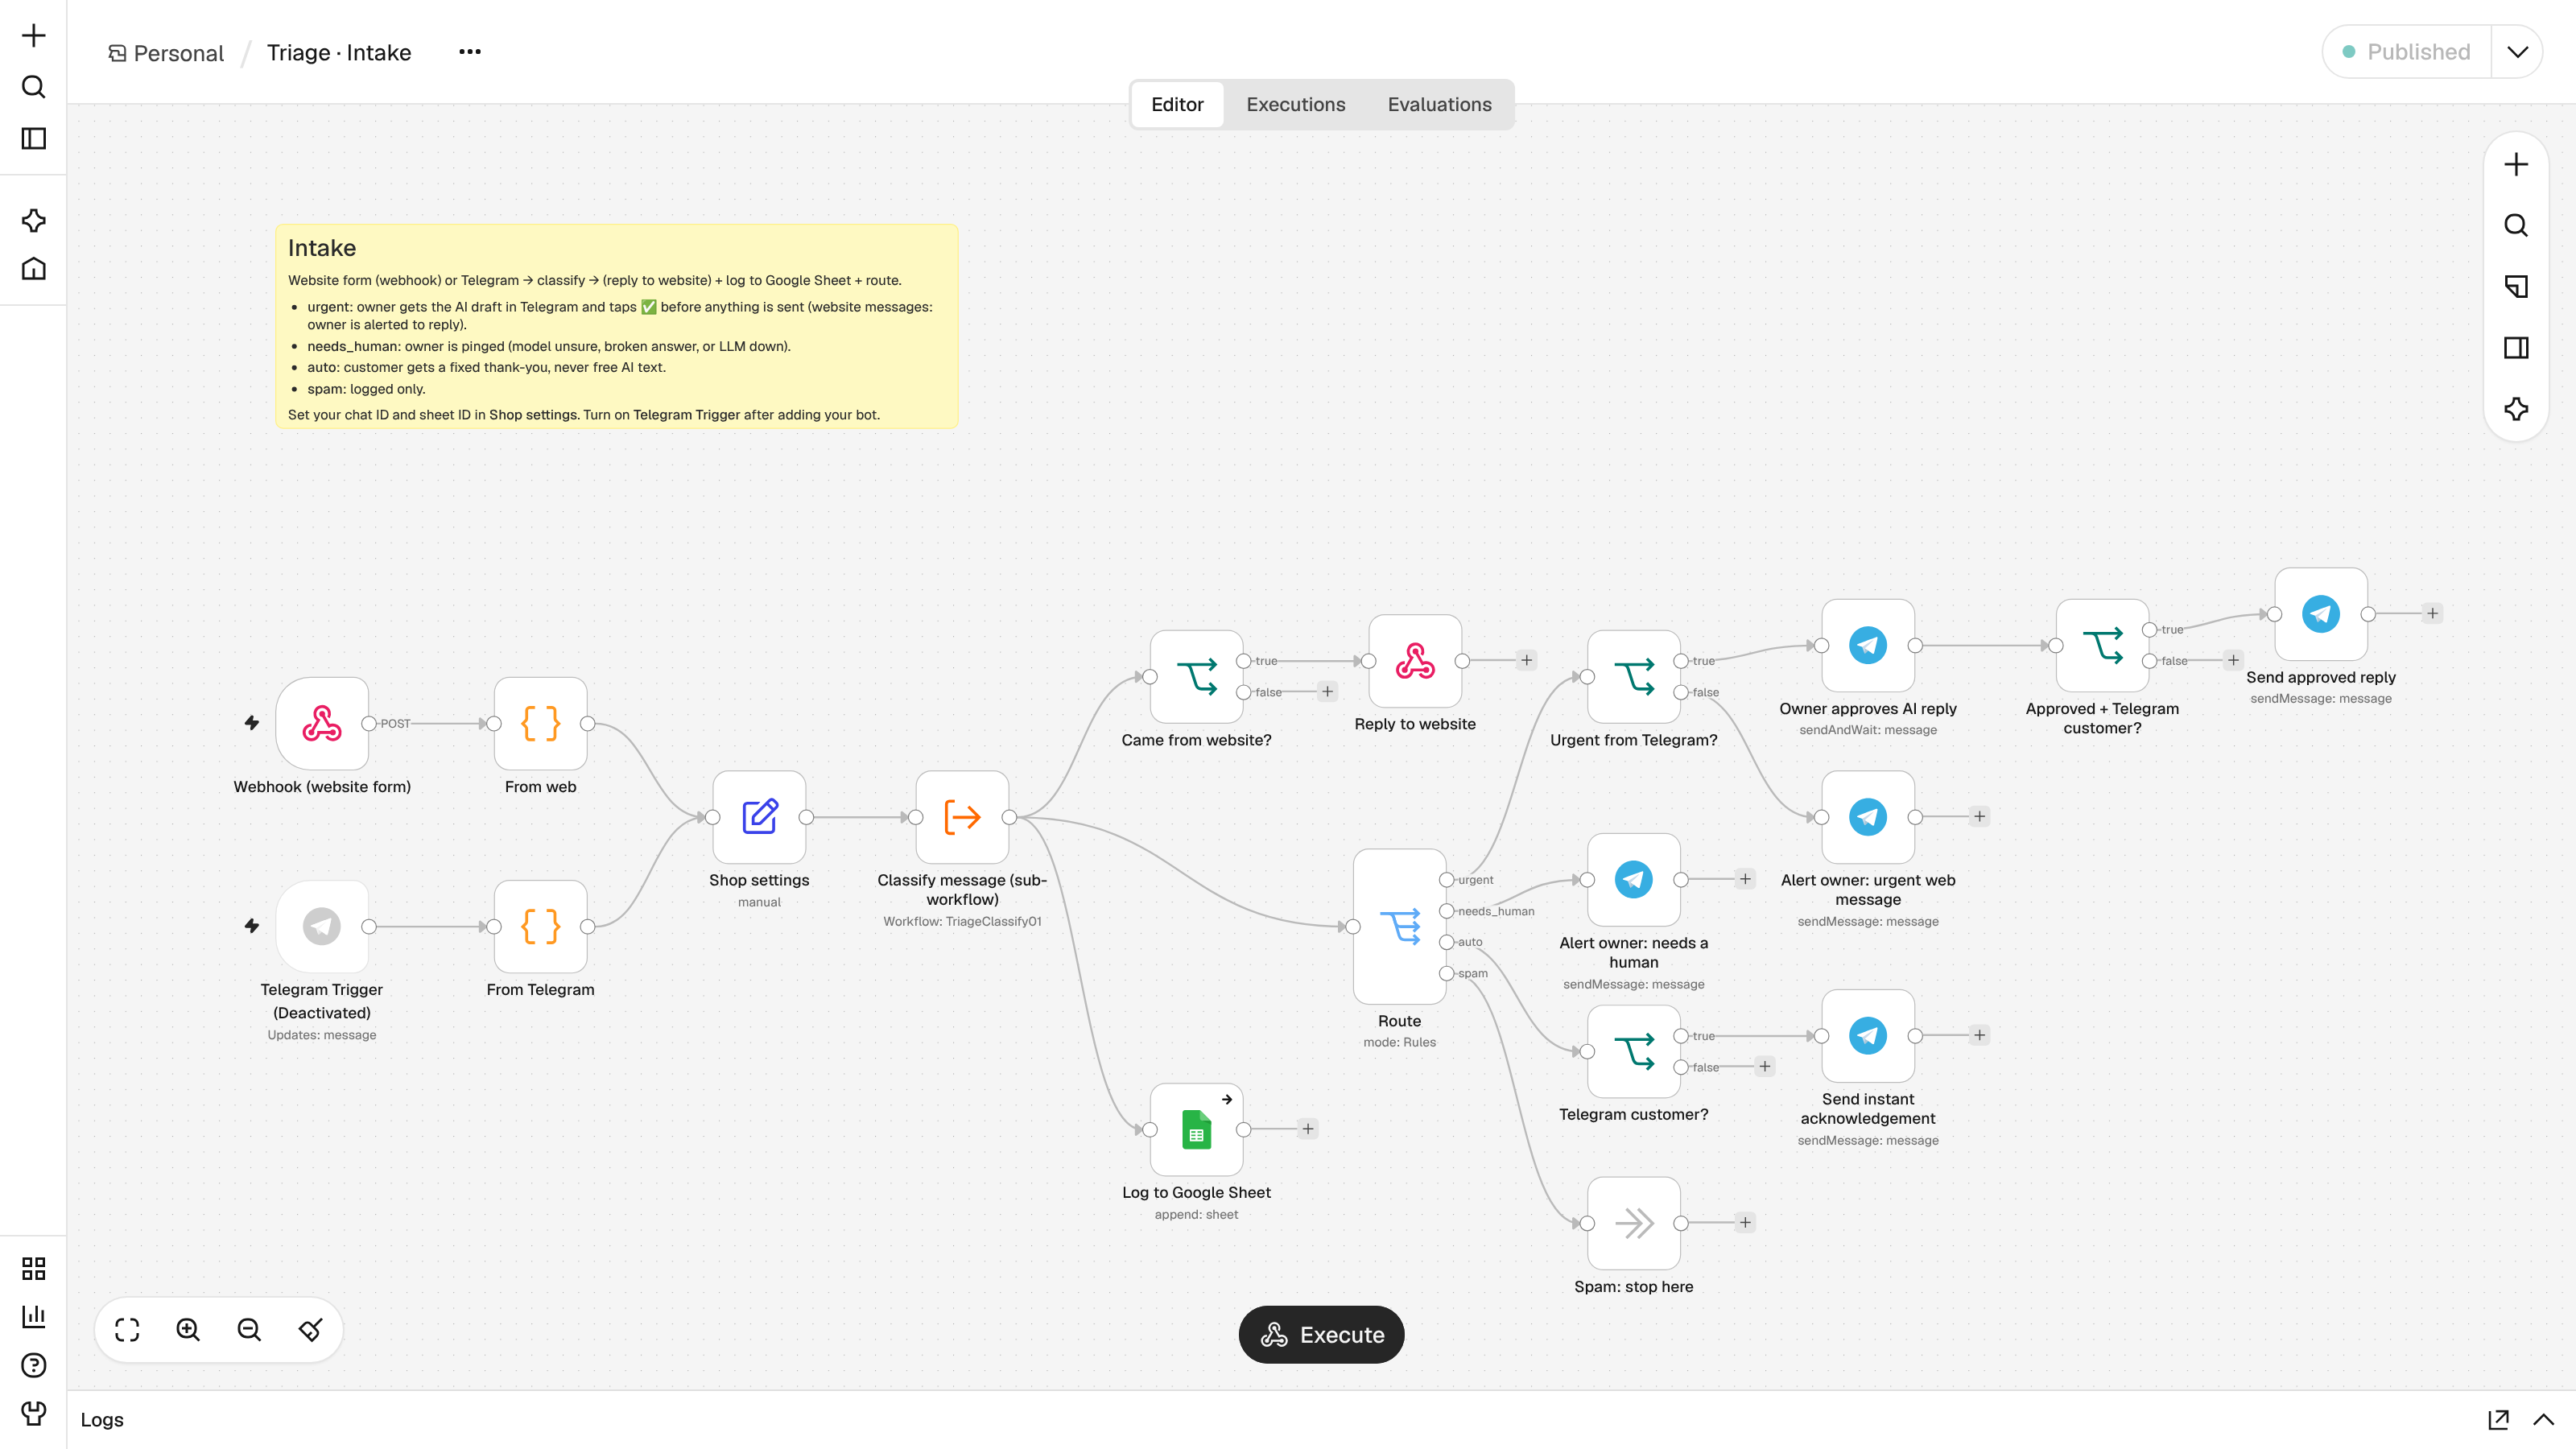 Personal / Triage · Intake •••
Published
Editor Executions Evaluations
Intake
Website form (webhook) or Telegram → classify → (reply to website) + log to Google Sheet + route.
• urgent: owner gets the AI draft in Telegram and taps ✅ before anything is sent (website messages:
owner is alerted to reply).
• needs_human: owner is pinged (model unsure, broken answer, or LLM down).
• auto: customer gets a fixed thank-you, never free AI text.
• spam: logged only.
Set your chat ID and sheet ID in Shop settings. Turn on Telegram Trigger after adding your bot.
POST
Webhook (website form)
From web
Telegram Trigger
(Deactivated)
Updates: message
From Telegram
Shop settings
manual
Classify message (sub-
workflow)
Workflow: TriageClassify01
true
false
Came from website?
Reply to website
Log to Google Sheet
append: sheet
urgent
needs_human
auto
spam
Route
mode: Rules
true
false
Urgent from Telegram?
Owner approves AI reply
sendAndWait: message
true
false
Approved + Telegram
customer?
Send approved reply
sendMessage: message
Alert owner: urgent web
message
sendMessage: message
Alert owner: needs a
human
sendMessage: message
true
false
Telegram customer?
Send instant
acknowledgement
sendMessage: message
Spam: stop here
Execute
Logs